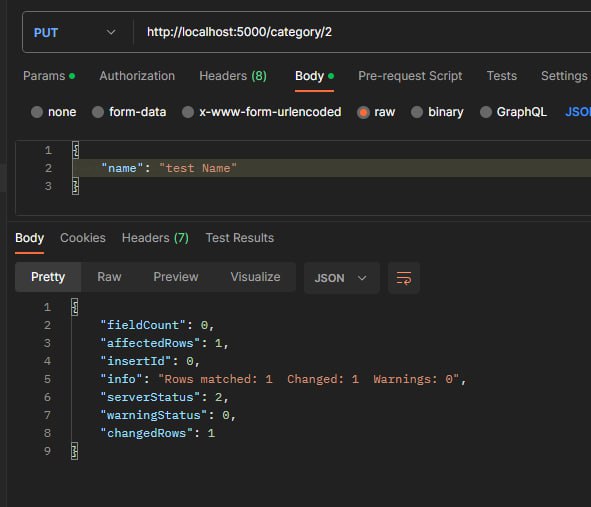 PUT http://localhost:5000/category/2
Params Authorization Headers (8) Body Pre-request Script Tests Settings
none form-data x-www-form-urlencoded raw binary GraphQL JSO
1 {
2 "name": "test Name"
3 }
Body Cookies Headers (7) Test Results
Pretty Raw Preview Visualize JSON
1 {
2 "fieldCount": 0,
3 "affectedRows": 1,
4 "insertId": 0,
5 "info": "Rows matched: 1  Changed: 1  Warnings: 0",
6 "serverStatus": 2,
7 "warningStatus": 0,
8 "changedRows": 1
9 }